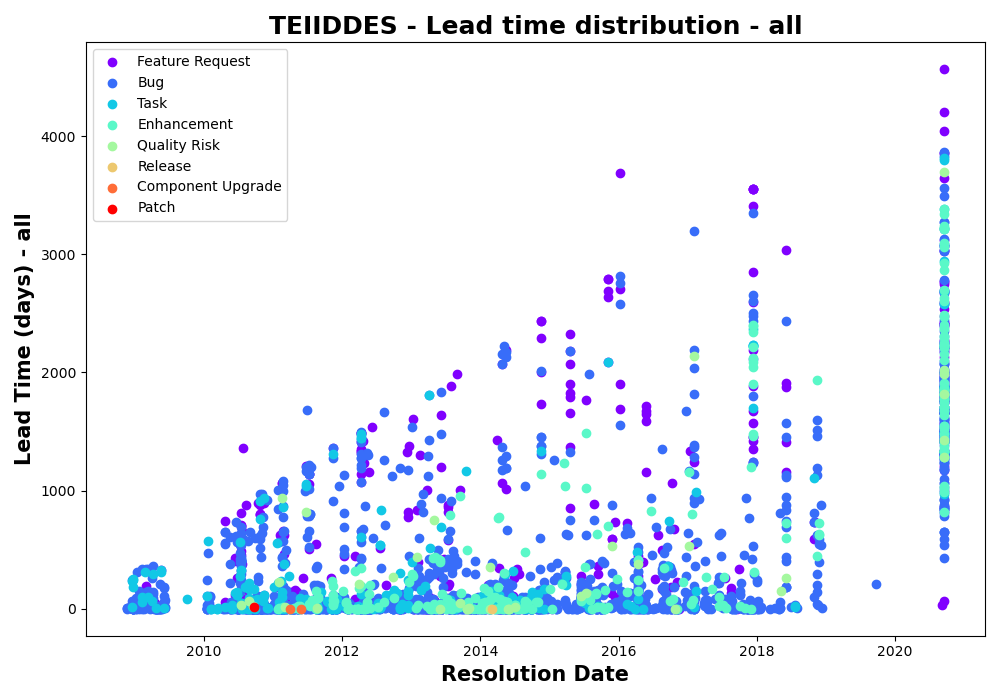 TEIIDDES - Lead time distribution - all
Feature Request
Bug
Task
Enhancement
Quality Risk
Release
Component Upgrade
Patch
Lead Time (days) - all
4000
3000
2000
1000
0
2010 2012 2014 2016 2018 2020
Resolution Date